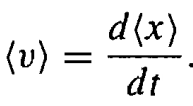 ⟨v⟩ = d⟨x⟩/dt.